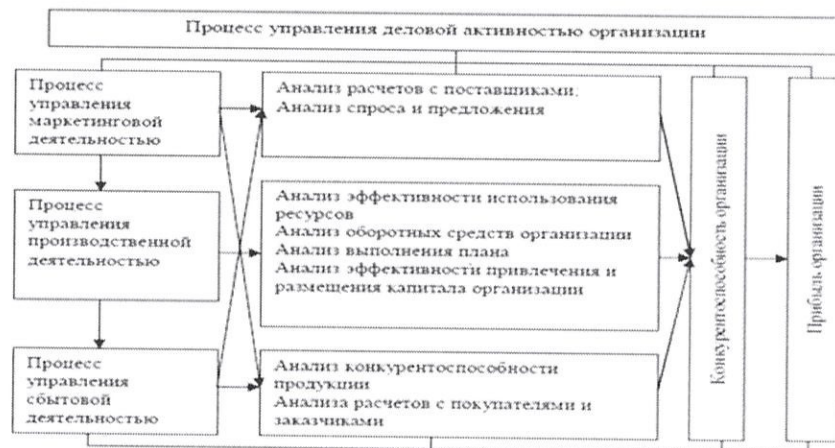 Процесс управления деловой активностью организации
Процесс
управления
маркетинговой
деятельностью
Анализ расчетов с поставщиками;
Анализ спроса и предложения
Процесс
управления
производственной
деятельностью
Анализ эффективности использования
ресурсов
Анализ оборотных средств организации
Анализ выполнения плана
Анализ эффективности привлечения и
размещения капитала организации
Процесс
управления
сбытовой
деятельностью
Анализ конкурентоспособности
продукции
Анализа расчетов с покупателями и
заказчиками
Конкурентоспособность организации
Прибыль организации